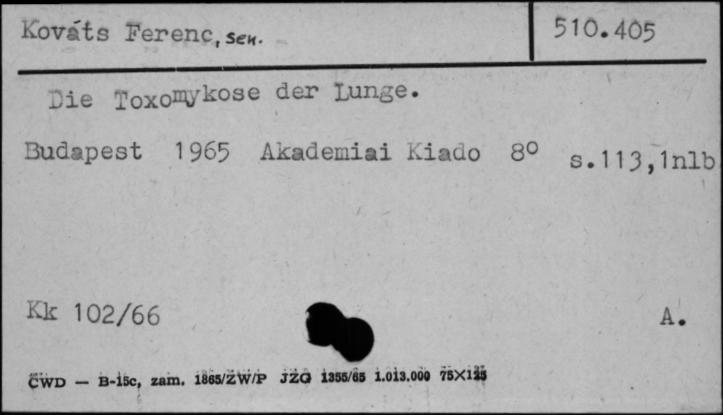 Kováts Ferenc, sen.
510.405
Die Toxomykose der Lunge.
Budapest 1965 Akademiai Kiado 8° s.113,1nlb
Kk 102/66
A.
CWD — B-15c, zam. 1865/ZW/P JZG 1355/65 1.013.000 75X125